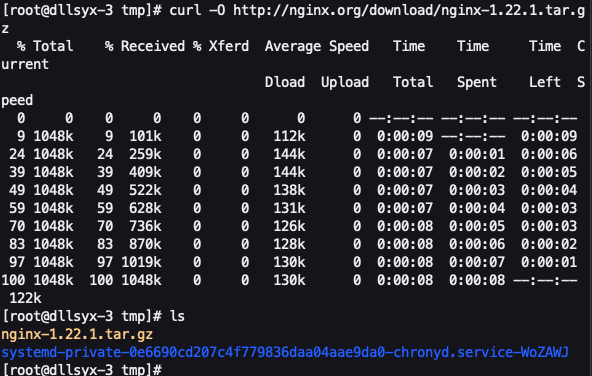 [root@dllsyx-3 tmp]# curl -O http://nginx.org/download/nginx-1.22.1.tar.g
z
  % Total    % Received % Xferd  Average Speed   Time    Time     Time  C
urrent
                                 Dload  Upload   Total   Spent    Left  S
peed
  0     0    0     0    0     0      0      0 --:--:-- --:--:-- --:--:--
  9 1048k    9  101k    0     0   112k      0  0:00:09 --:--:--  0:00:09
 24 1048k   24  259k    0     0   144k      0  0:00:07  0:00:01  0:00:06
 39 1048k   39  409k    0     0   144k      0  0:00:07  0:00:02  0:00:05
 49 1048k   49  522k    0     0   138k      0  0:00:07  0:00:03  0:00:04
 59 1048k   59  628k    0     0   131k      0  0:00:07  0:00:04  0:00:03
 70 1048k   70  736k    0     0   126k      0  0:00:08  0:00:05  0:00:03
 83 1048k   83  870k    0     0   128k      0  0:00:08  0:00:06  0:00:02
 97 1048k   97 1019k    0     0   130k      0  0:00:08  0:00:07  0:00:01
100 1048k  100 1048k    0     0   130k      0  0:00:08  0:00:08 --:--:--
 122k
[root@dllsyx-3 tmp]# ls
nginx-1.22.1.tar.gz
systemd-private-0e6690cd207c4f779836daa04aae9da0-chronyd.service-WoZAWJ
[root@dllsyx-3 tmp]#